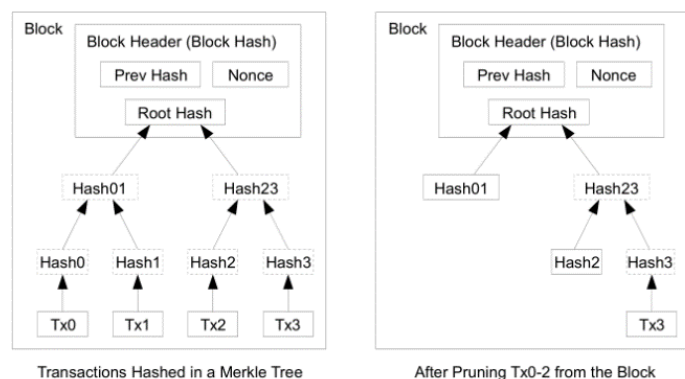 Block
Block Header (Block Hash)
Prev Hash
Nonce
Root Hash
Hash01
Hash23
Hash0
Hash1
Hash2
Hash3
Tx0
Tx1
Tx2
Tx3
Transactions Hashed in a Merkle Tree
Block
Block Header (Block Hash)
Prev Hash
Nonce
Root Hash
Hash01
Hash23
Hash2
Hash3
Tx3
After Pruning Tx0-2 from the Block